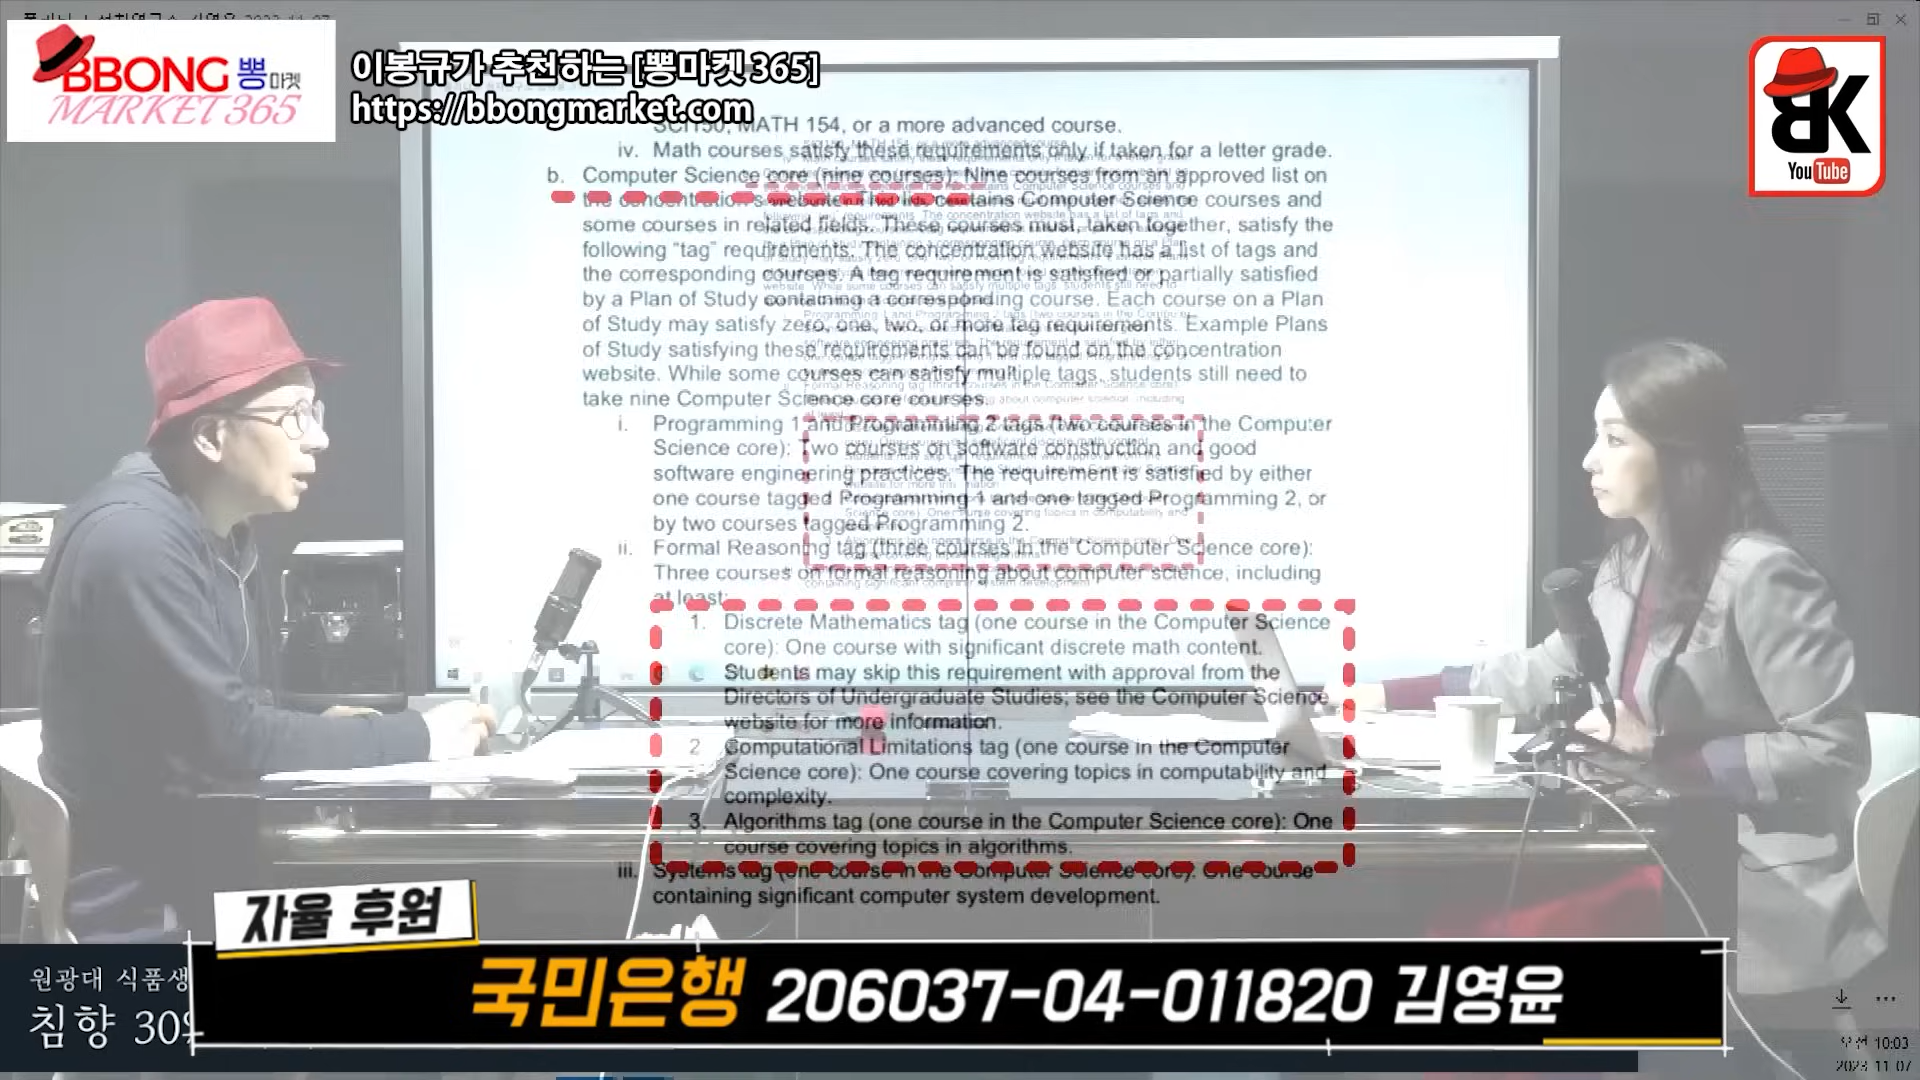 BBONG 뽕마켓
MARKET 365
이봉규가 추천하는 [뽕마켓 365]
https://bbongmarket.com
BK
YouTube
SCI150, MATH 154, or a more advanced course.
iv. Math courses satisfy these requirements only if taken for a letter grade.
b. Computer Science core (nine courses): Nine courses from an approved list on
the concentration's website. The list contains Computer Science courses and
some courses in related fields. These courses must, taken together, satisfy the
following “tag” requirements. The concentration website has a list of tags and
the corresponding courses. A tag requirement is satisfied or partially satisfied
by a Plan of Study containing a corresponding course. Each course on a Plan
of Study may satisfy zero, one, two, or more tag requirements. Example Plans
of Study satisfying these requirements can be found on the concentration
website. While some courses can satisfy multiple tags, students still need to
take nine Computer Science core courses.
i. Programming 1 and Programming 2 tags (two courses in the Computer
Science core): Two courses on software construction and good
software engineering practices. The requirement is satisfied by either
one course tagged Programming 1 and one tagged Programming 2, or
by two courses tagged Programming 2.
ii. Formal Reasoning tag (three courses in the Computer Science core):
Three courses on formal reasoning about computer science, including
at least:
1. Discrete Mathematics tag (one course in the Computer Science
core): One course with significant discrete math content.
Students may skip this requirement with approval from the
Directors of Undergraduate Studies; see the Computer Science
website for more information.
2 Computational Limitations tag (one course in the Computer
Science core): One course covering topics in computability and
complexity.
3. Algorithms tag (one course in the Computer Science core): One
course covering topics in algorithms.
iii. Systems tag (one course in the Computer Science core): One course
containing significant computer system development.
자율 후원
국민은행 206037-04-011820 김영윤
원광대 식품생
침향 30
오전 10:03
2023-11-07